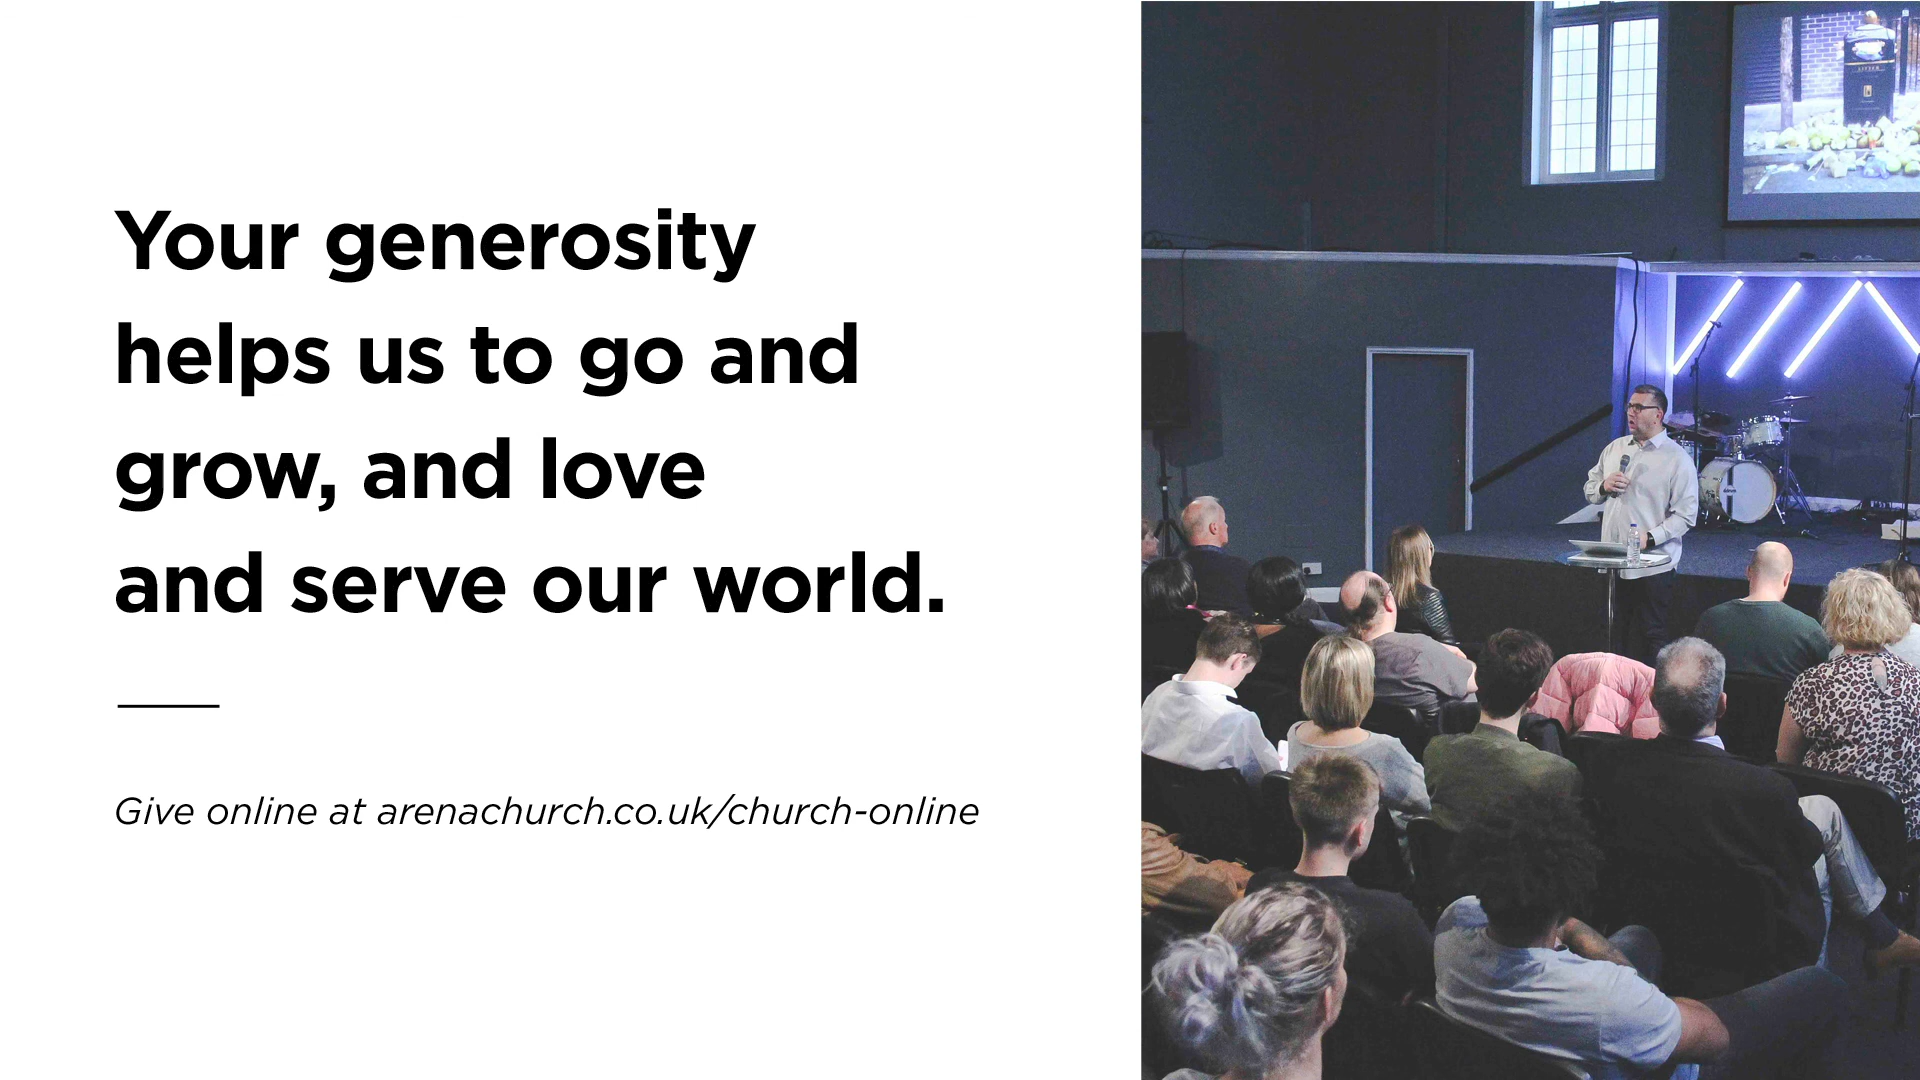 Your generosity
helps us to go and
grow, and love
and serve our world.
Give online at arenachurch.co.uk/church-online